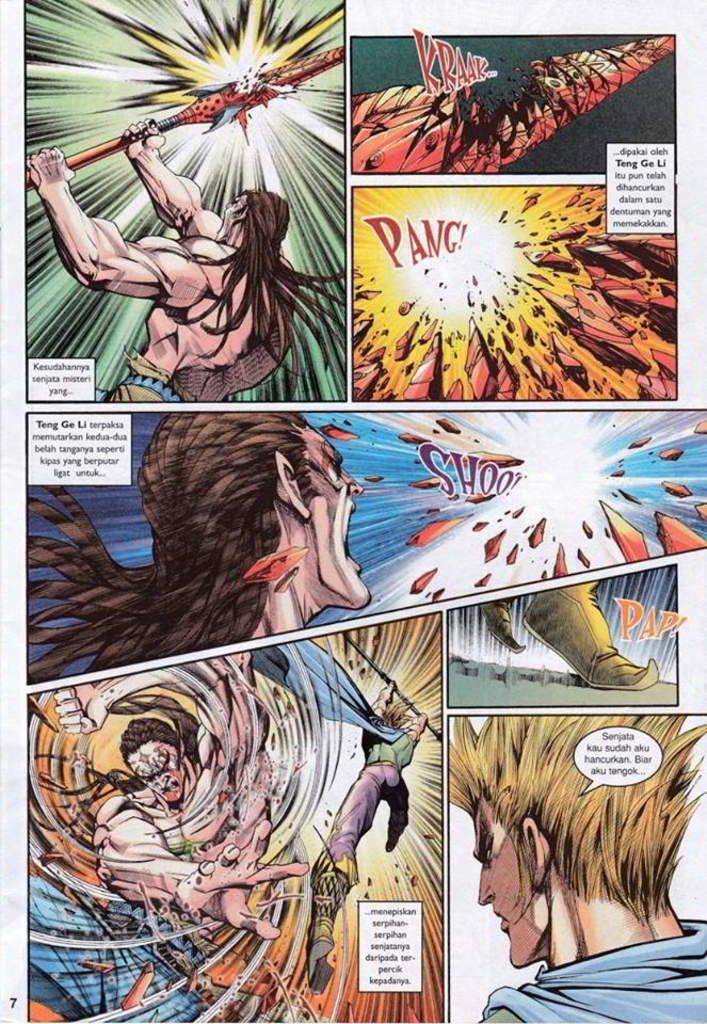 Kesudahannya
senjata misteri
yang...
KRAAK...
...dipakai oleh
Teng Ge Li
itu pun telah
dihancurkan
dalam satu
dentuman yang
memekakkan.
PANG!
Teng Ge Li terpaksa
memutarkan kedua-dua
belah tanganya seperti
kipas yang berputar
ligat untuk...
SHOO!
PAP!
...menepiskan
serpihan-
serpihan
senjatanya
daripada ter-
percik
kepadanya.
Senjata
kau sudah aku
hancurkan. Biar
aku tengok...
7